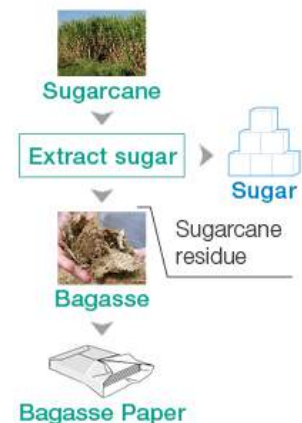 Sugarcane
Extract sugar
Sugar
Sugarcane
residue
Bagasse
Bagasse Paper